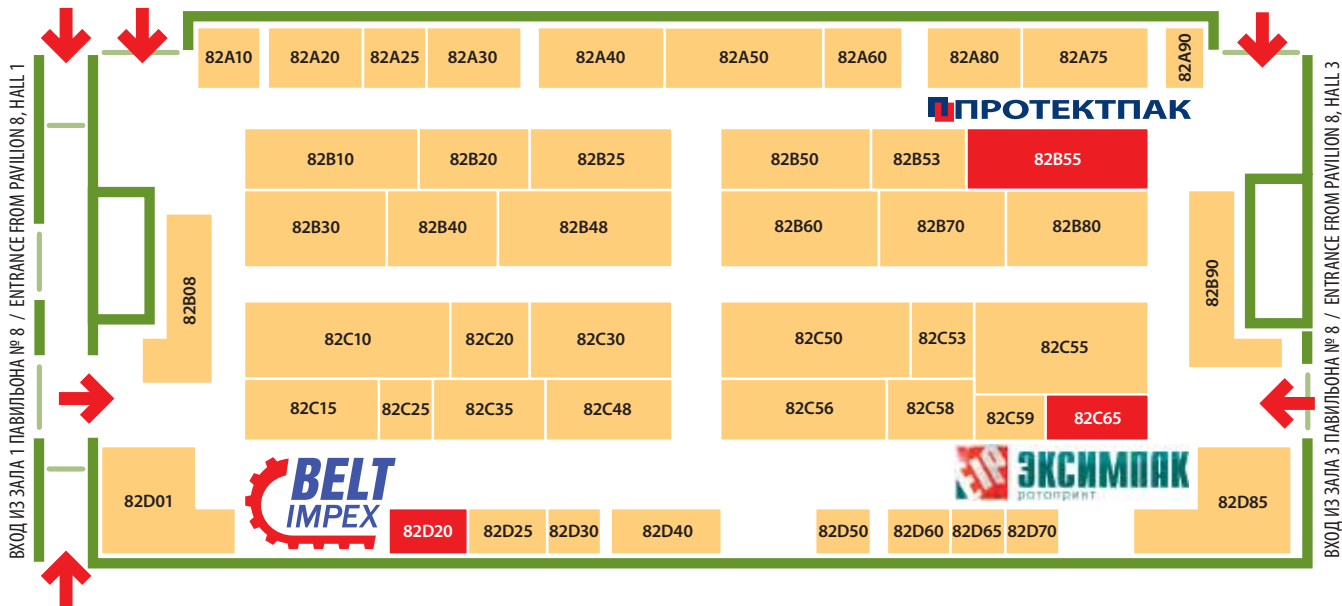 ВХОД ИЗ ЗАЛА 1 ПАВИЛЬОНА № 8 / ENTRANCE FROM PAVILION 8, HALL 1
82A10 82A20 82A25 82A30 82A40 82A50 82A60 82A80 82A75 82A90
ПРОТЕКТПАК
82B10 82B20 82B25 82B50 82B53 82B55
82B30 82B40 82B48 82B60 82B70 82B80
82B08
82B90
82C10 82C20 82C30 82C50 82C53 82C55
82C15 82C25 82C35 82C48 82C56 82C58 82C59 82C65
BELT
IMPEX
ЭКСИМПАК
ротопринт
82D01
82D85
82D20 82D25 82D30 82D40 82D50 82D60 82D65 82D70
ВХОД ИЗ ЗАЛА 3 ПАВИЛЬОНА № 8 / ENTRANCE FROM PAVILION 8, HALL 3